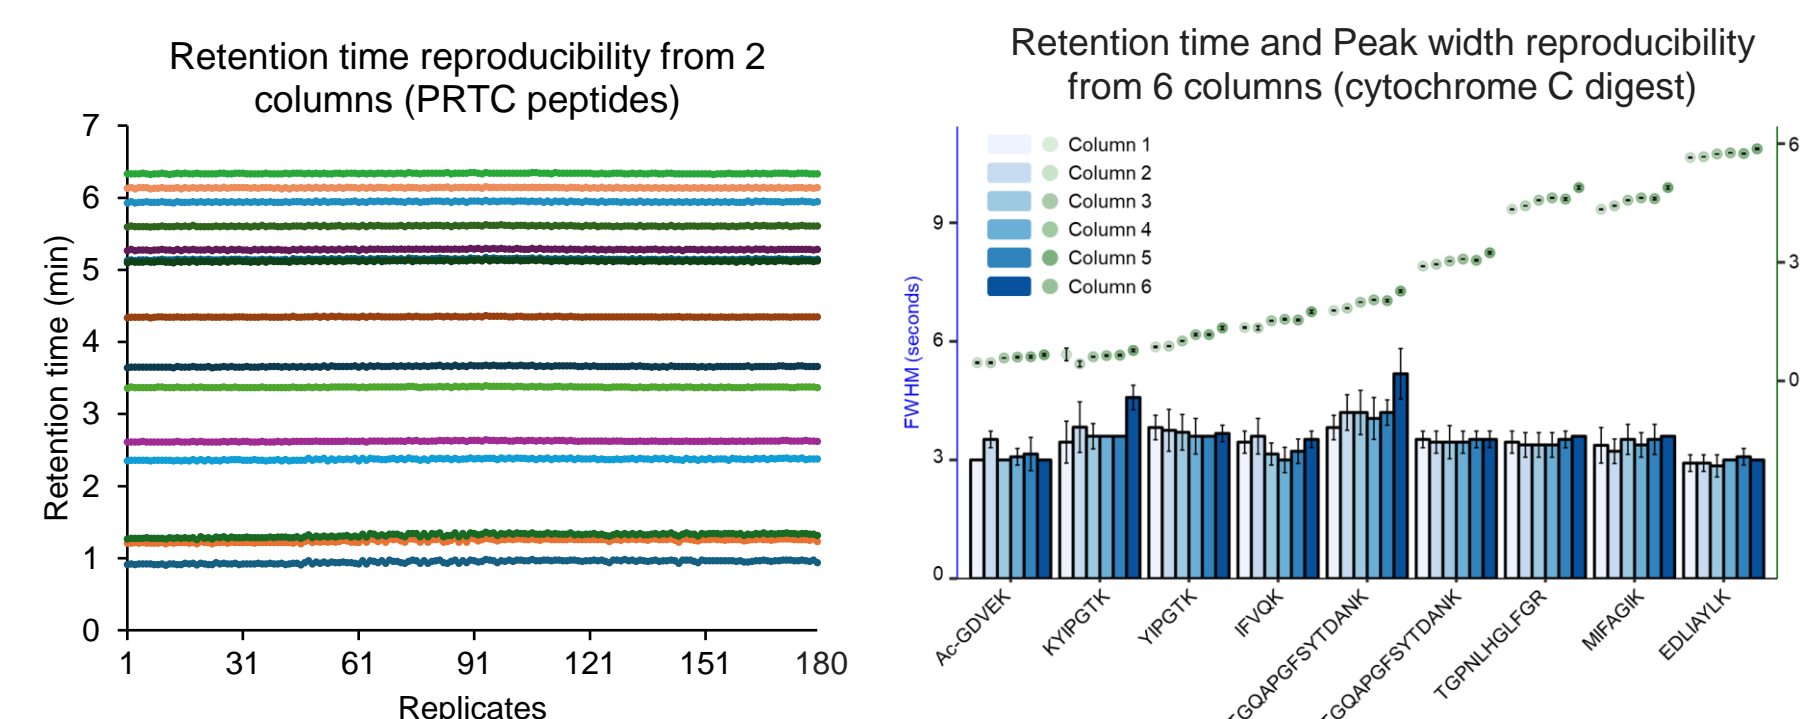 Retention time reproducibility from 2
columns (PRTC peptides)
Retention time (min)
7
6
5
4
3
2
1
0
1 31 61 91 121 151 180
Replicates
Retention time and Peak width reproducibility
from 6 columns (cytochrome C digest)
Column 1
Column 2
Column 3
Column 4
Column 5
Column 6
FWHM (seconds)
9
6
3
0
6
3
0
Ac-GDVEK
KYIPGTK
YIPGTK
IFVQK
GQAPGFSYTDANK
GQAPGFSYTDANK
TGPNLHGLFGR
MIFAGIK
EDLIAYLK